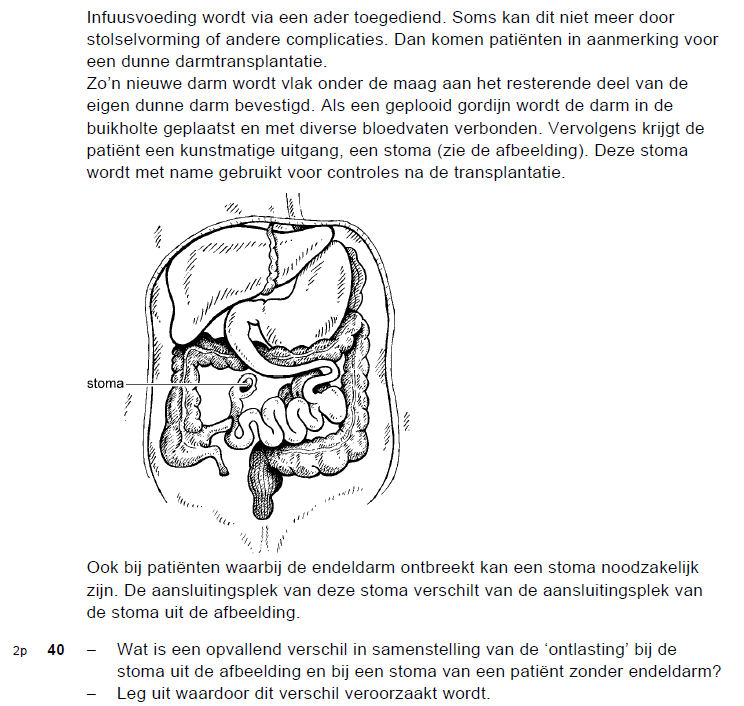 Infuusvoeding wordt via een ader toegediend. Soms kan dit niet meer door
stolselvorming of andere complicaties. Dan komen patiënten in aanmerking voor
een dunne darmtransplantatie.
Zo’n nieuwe darm wordt vlak onder de maag aan het resterende deel van de
eigen dunne darm bevestigd. Als een geplooid gordijn wordt de darm in de
buikholte geplaatst en met diverse bloedvaten verbonden. Vervolgens krijgt de
patiënt een kunstmatige uitgang, een stoma (zie de afbeelding). Deze stoma
wordt met name gebruikt voor controles na de transplantatie.
stoma
Ook bij patiënten waarbij de endeldarm ontbreekt kan een stoma noodzakelijk
zijn. De aansluitingsplek van deze stoma verschilt van de aansluitingsplek van
de stoma uit de afbeelding.
2p 40 – Wat is een opvallend verschil in samenstelling van de ‘ontlasting’ bij de
stoma uit de afbeelding en bij een stoma van een patiënt zonder endeldarm?
– Leg uit waardoor dit verschil veroorzaakt wordt.